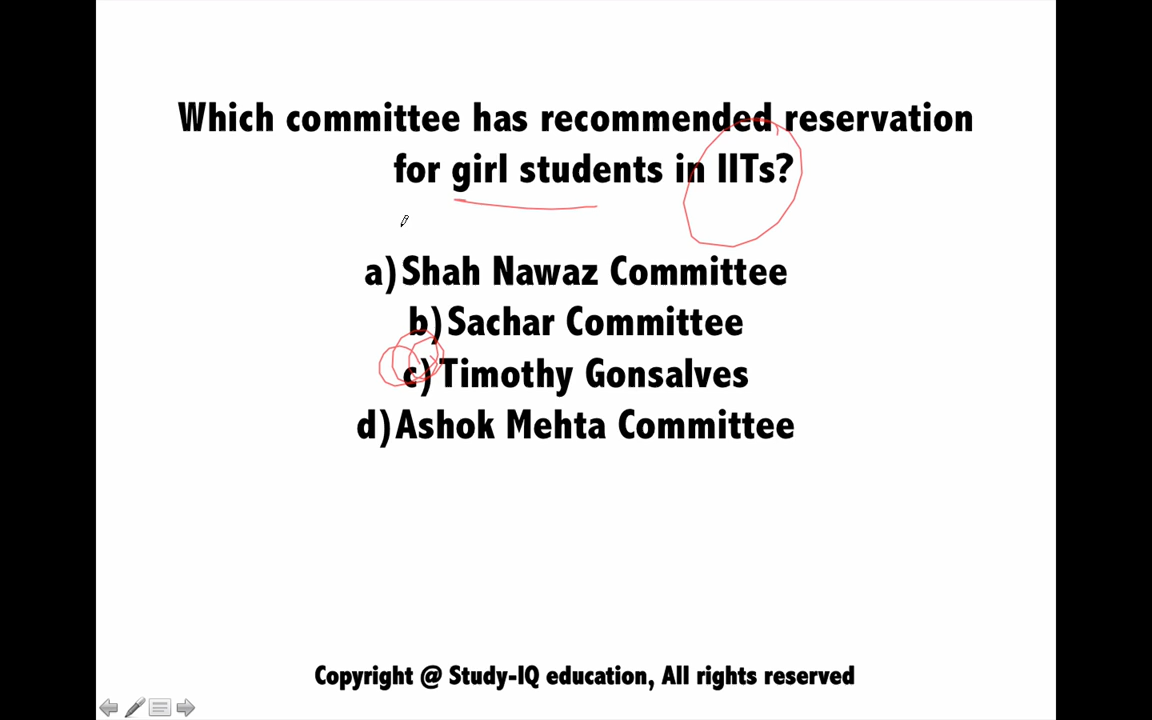 Which committee has recommended reservation
for girl students in IITs?
a)Shah Nawaz Committee
b)Sachar Committee
c)Timothy Gonsalves
d)Ashok Mehta Committee
Copyright @ Study-IQ education, All rights reserved